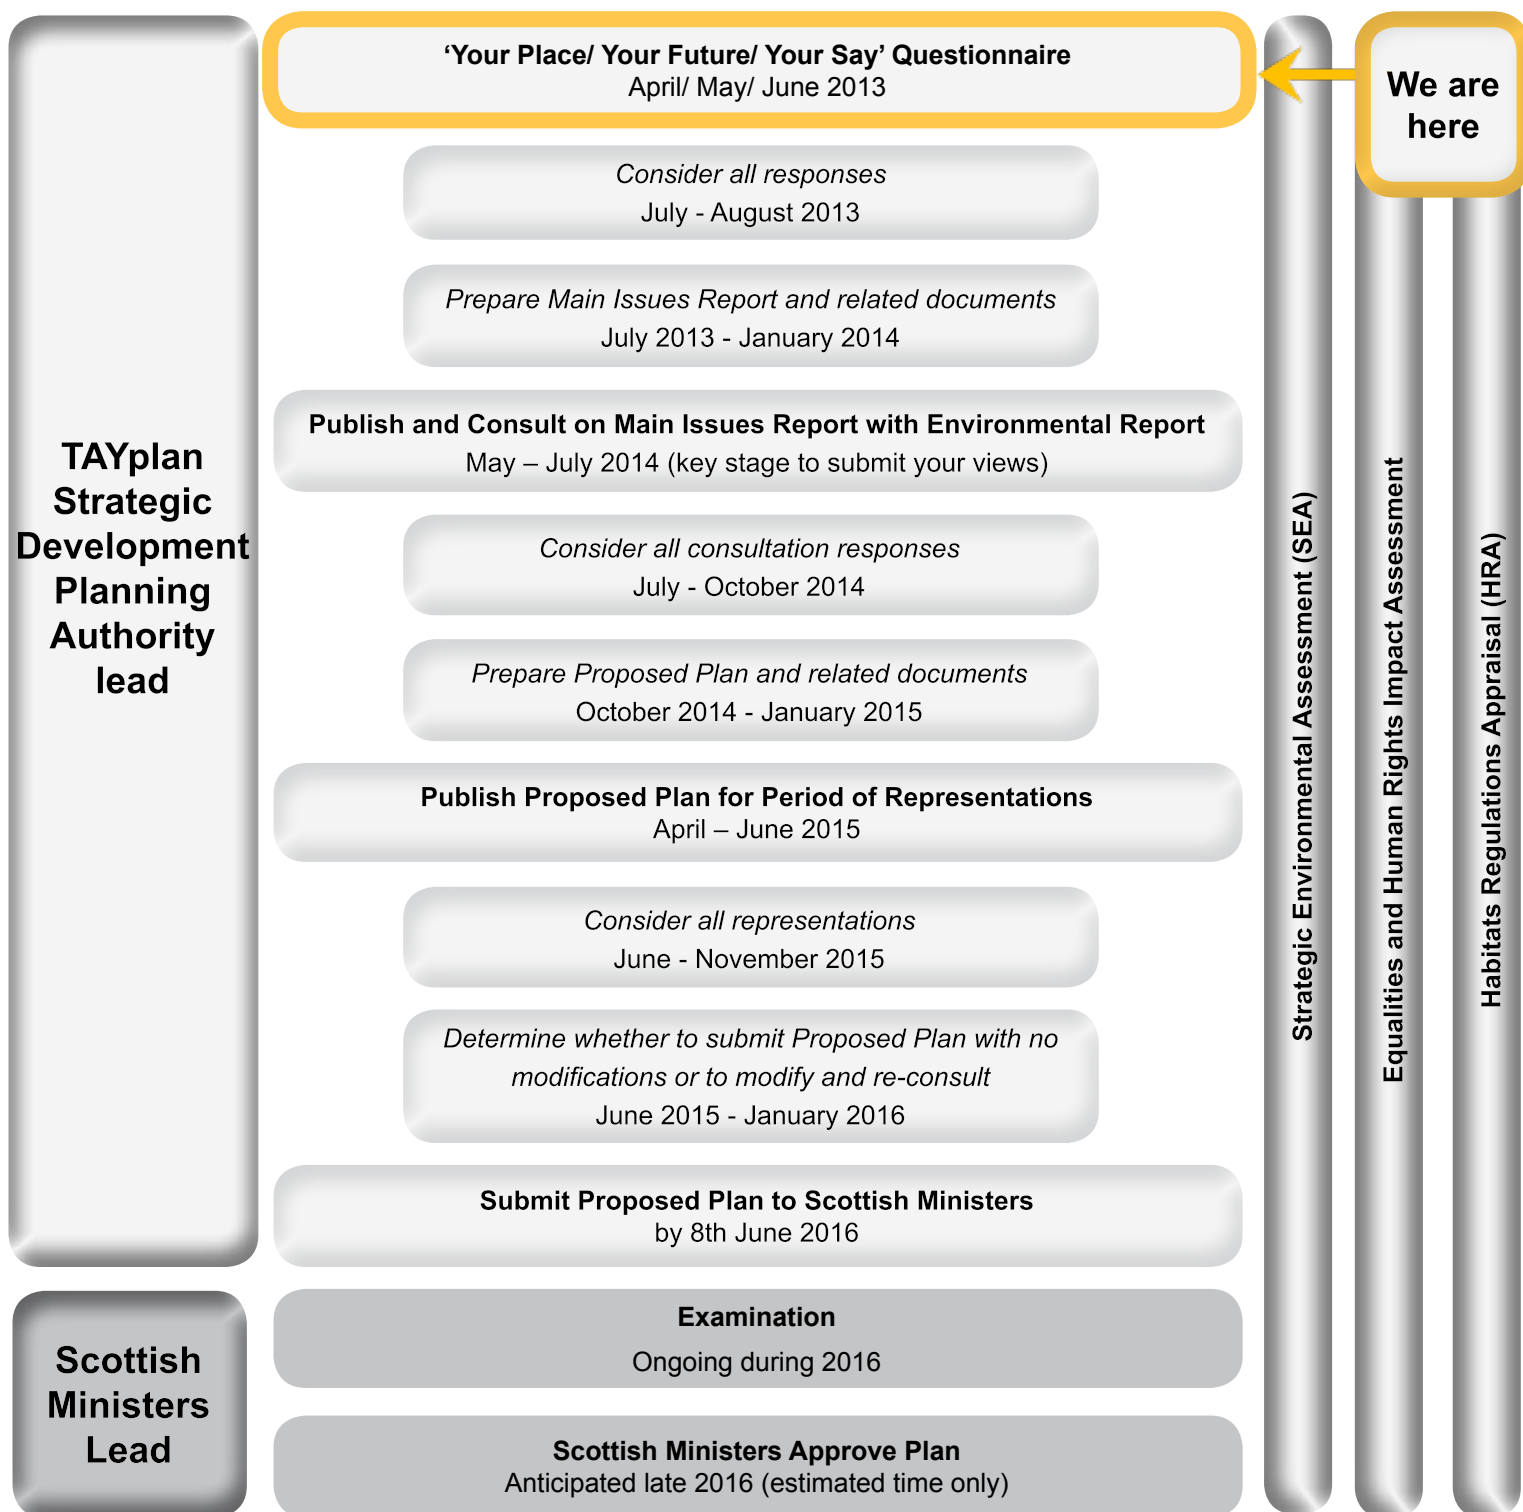 ‘Your Place/ Your Future/ Your Say’ Questionnaire
April/ May/ June 2013
We are
here
Consider all responses
July - August 2013
Prepare Main Issues Report and related documents
July 2013 - January 2014
Publish and Consult on Main Issues Report with Environmental Report
May – July 2014 (key stage to submit your views)
Consider all consultation responses
July - October 2014
Prepare Proposed Plan and related documents
October 2014 - January 2015
Publish Proposed Plan for Period of Representations
April – June 2015
Consider all representations
June - November 2015
Determine whether to submit Proposed Plan with no
modifications or to modify and re-consult
June 2015 - January 2016
Submit Proposed Plan to Scottish Ministers
by 8th June 2016
TAYplan
Strategic
Development
Planning
Authority
lead
Examination
Ongoing during 2016
Scottish Ministers Approve Plan
Anticipated late 2016 (estimated time only)
Scottish
Ministers
Lead
Strategic Environmental Assessment (SEA)
Equalities and Human Rights Impact Assessment
Habitats Regulations Appraisal (HRA)